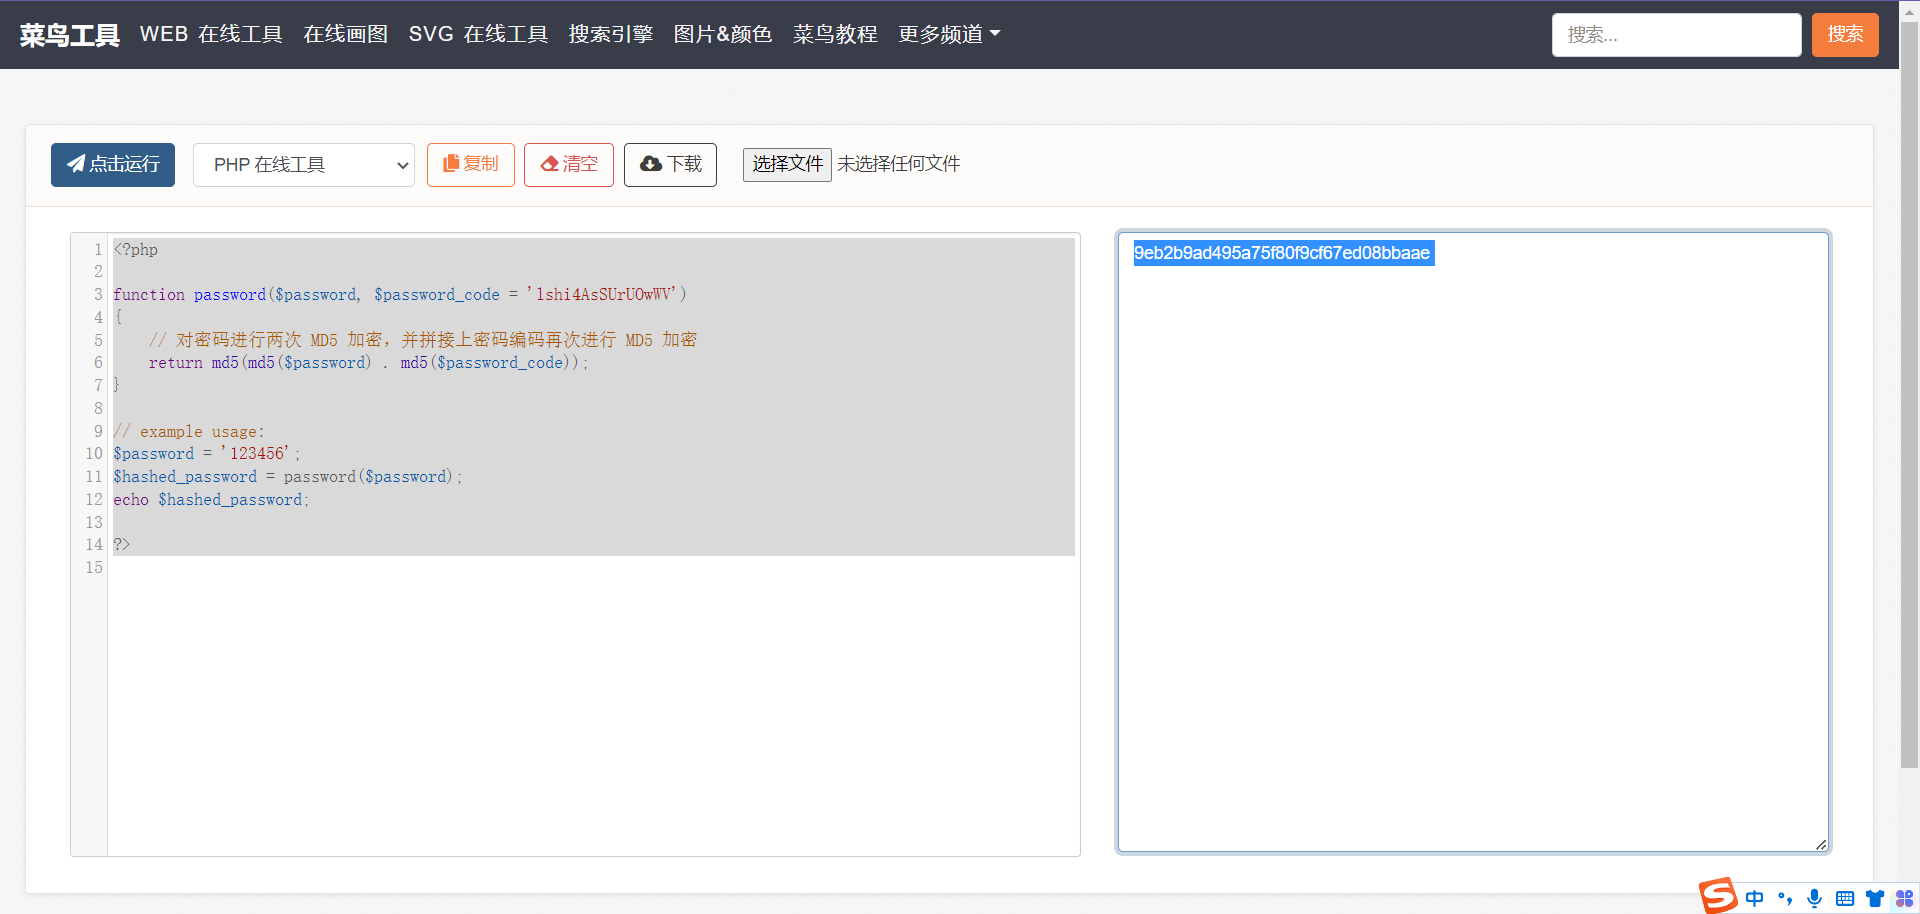 菜鸟工具 WEB 在线工具 在线画图 SVG 在线工具 搜索引擎 图片&颜色 菜鸟教程 更多频道 搜索... 搜索
点击运行 PHP 在线工具 复制 清空 下载 选择文件 未选择任何文件
1 <?php
2
3 function password($password, $password_code = 'lshi4AsSUrUOwWV')
4 {
5 // 对密码进行两次 MD5 加密，并拼接上密码编码再次进行 MD5 加密
6 return md5(md5($password) . md5($password_code));
7 }
8
9 // example usage:
10 $password = '123456';
11 $hashed_password = password($password);
12 echo $hashed_password;
13
14 ?>
15
9eb2b9ad495a75f80f9cf67ed08bbaae
中